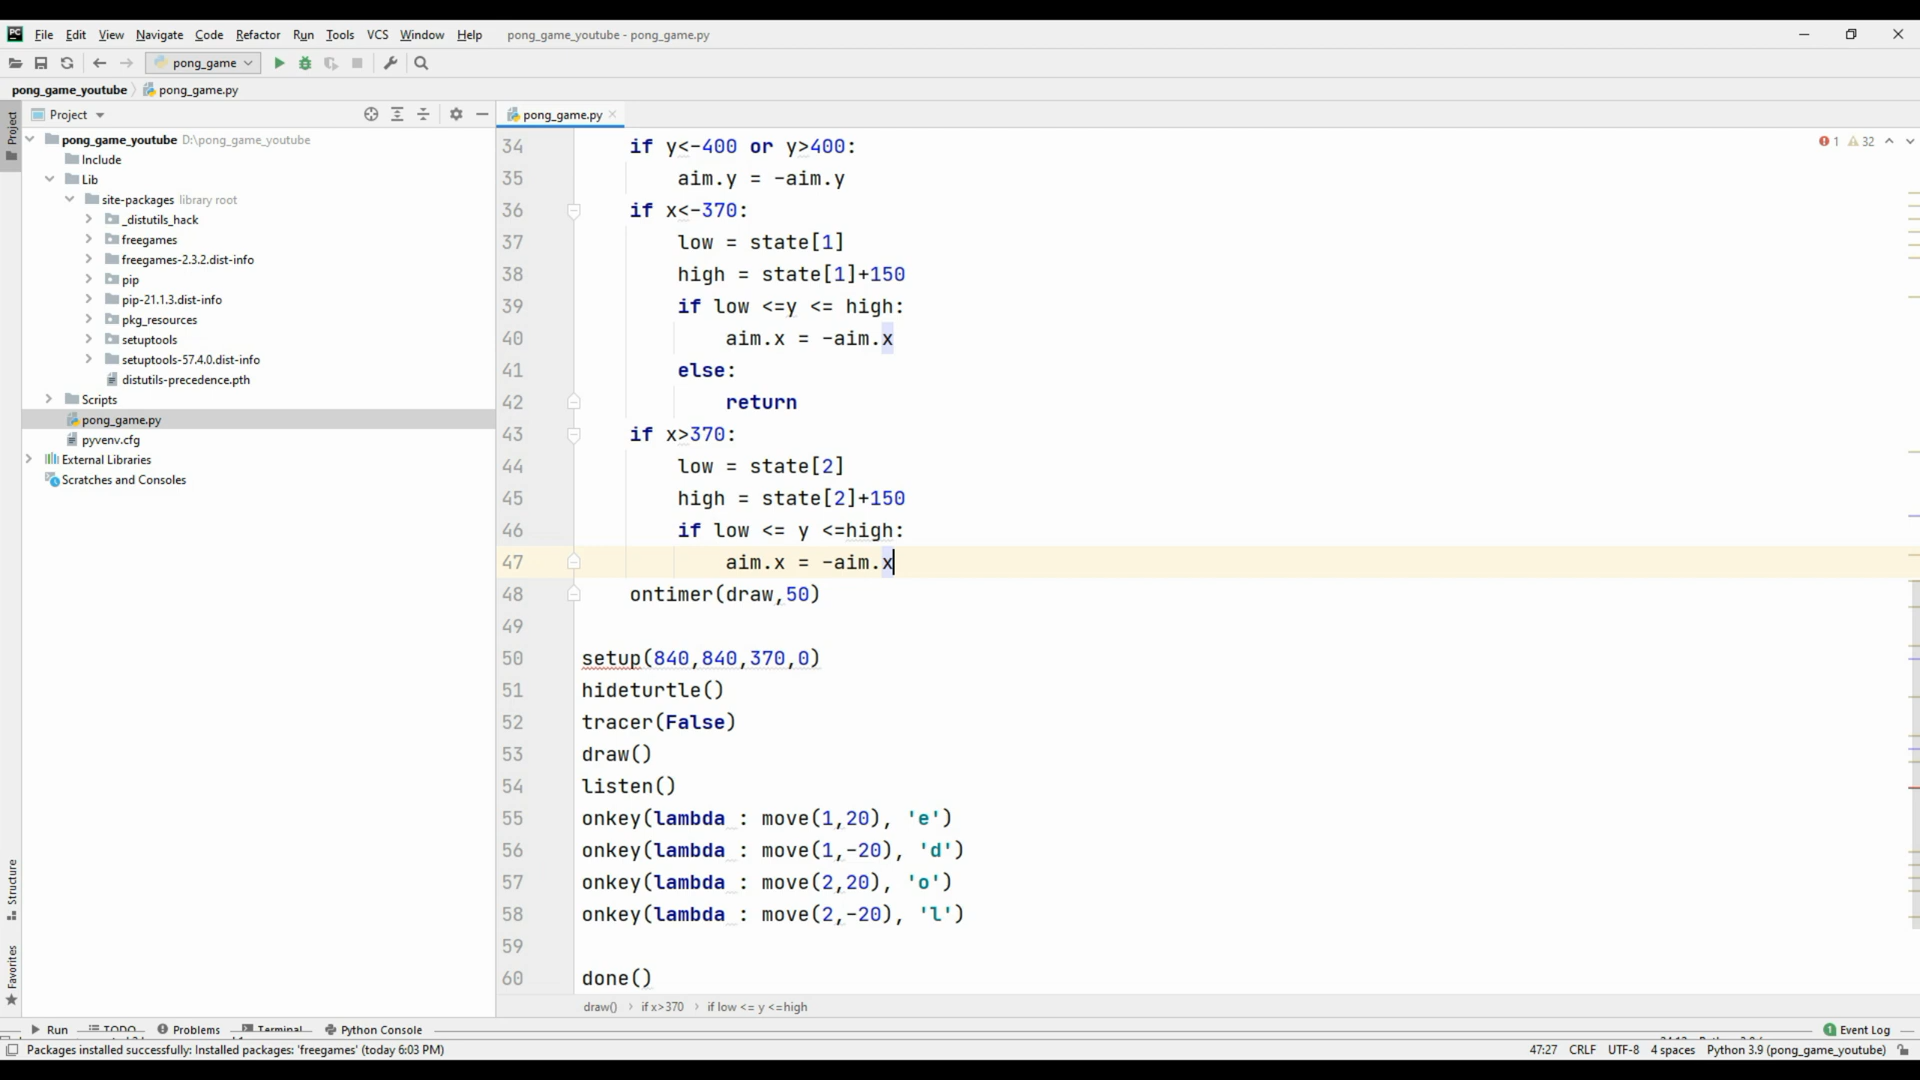 PC File Edit View Navigate Code Refactor Run Tools VCS Window Help pong_game_youtube - pong_game.py
pong_game
pong_game_youtube pong_game.py
Project
Project
pong_game_youtube D:\pong_game_youtube
Include
Lib
site-packages library root
_distutils_hack
freegames
freegames-2.3.2.dist-info
pip
pip-21.1.3.dist-info
pkg_resources
setuptools
setuptools-57.4.0.dist-info
distutils-precedence.pth
Scripts
pong_game.py
pyvenv.cfg
External Libraries
Scratches and Consoles
Structure
Favorites
pong_game.py
1 32
34 if y<-400 or y>400:
35 aim.y = -aim.y
36 if x<-370:
37 low = state[1]
38 high = state[1]+150
39 if low <=y <= high:
40 aim.x = -aim.x
41 else:
42 return
43 if x>370:
44 low = state[2]
45 high = state[2]+150
46 if low <= y <=high:
47 aim.x = -aim.x
48 ontimer(draw,50)
49
50 setup(840,840,370,0)
51 hideturtle()
52 tracer(False)
53 draw()
54 listen()
55 onkey(lambda : move(1,20), 'e')
56 onkey(lambda : move(1,-20), 'd')
57 onkey(lambda : move(2,20), 'o')
58 onkey(lambda : move(2,-20), 'l')
59
60 done()
draw() if x>370 if low <= y <=high
Run TODO Problems Terminal Python Console 1 Event Log
Packages installed successfully: Installed packages: 'freegames' (today 6:03 PM) 47:27 CRLF UTF-8 4 spaces Python 3.9 (pong_game_youtube)